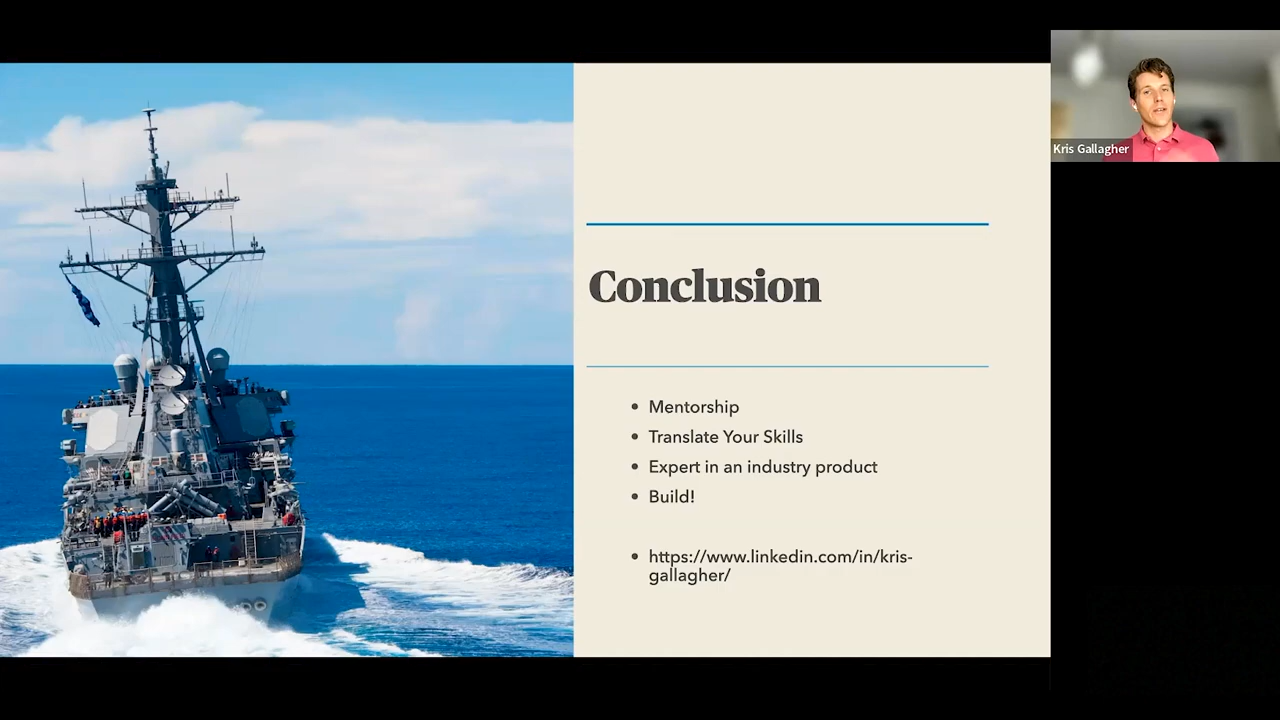 Kris Gallagher
Conclusion
Mentorship
Translate Your Skills
Expert in an industry product
Build!
https://www.linkedin.com/in/kris-
gallagher/